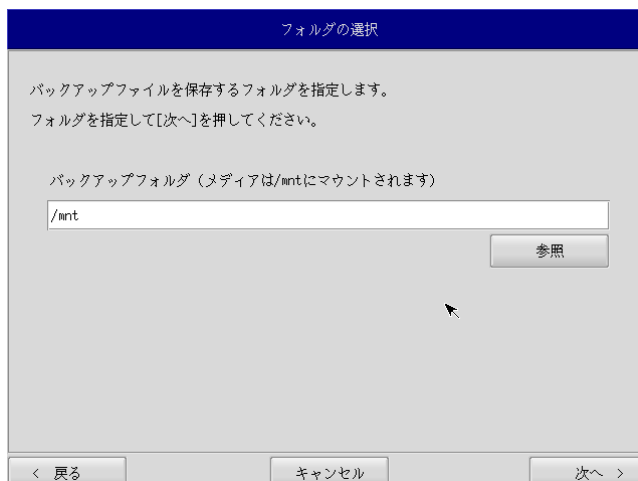 フォルダの選択
バックアップファイルを保存するフォルダを指定します。
フォルダを指定して[次へ]を押してください。
バックアップフォルダ（メディアは/mntにマウントされます）
/mnt
参照
< 戻る
キャンセル
次へ >